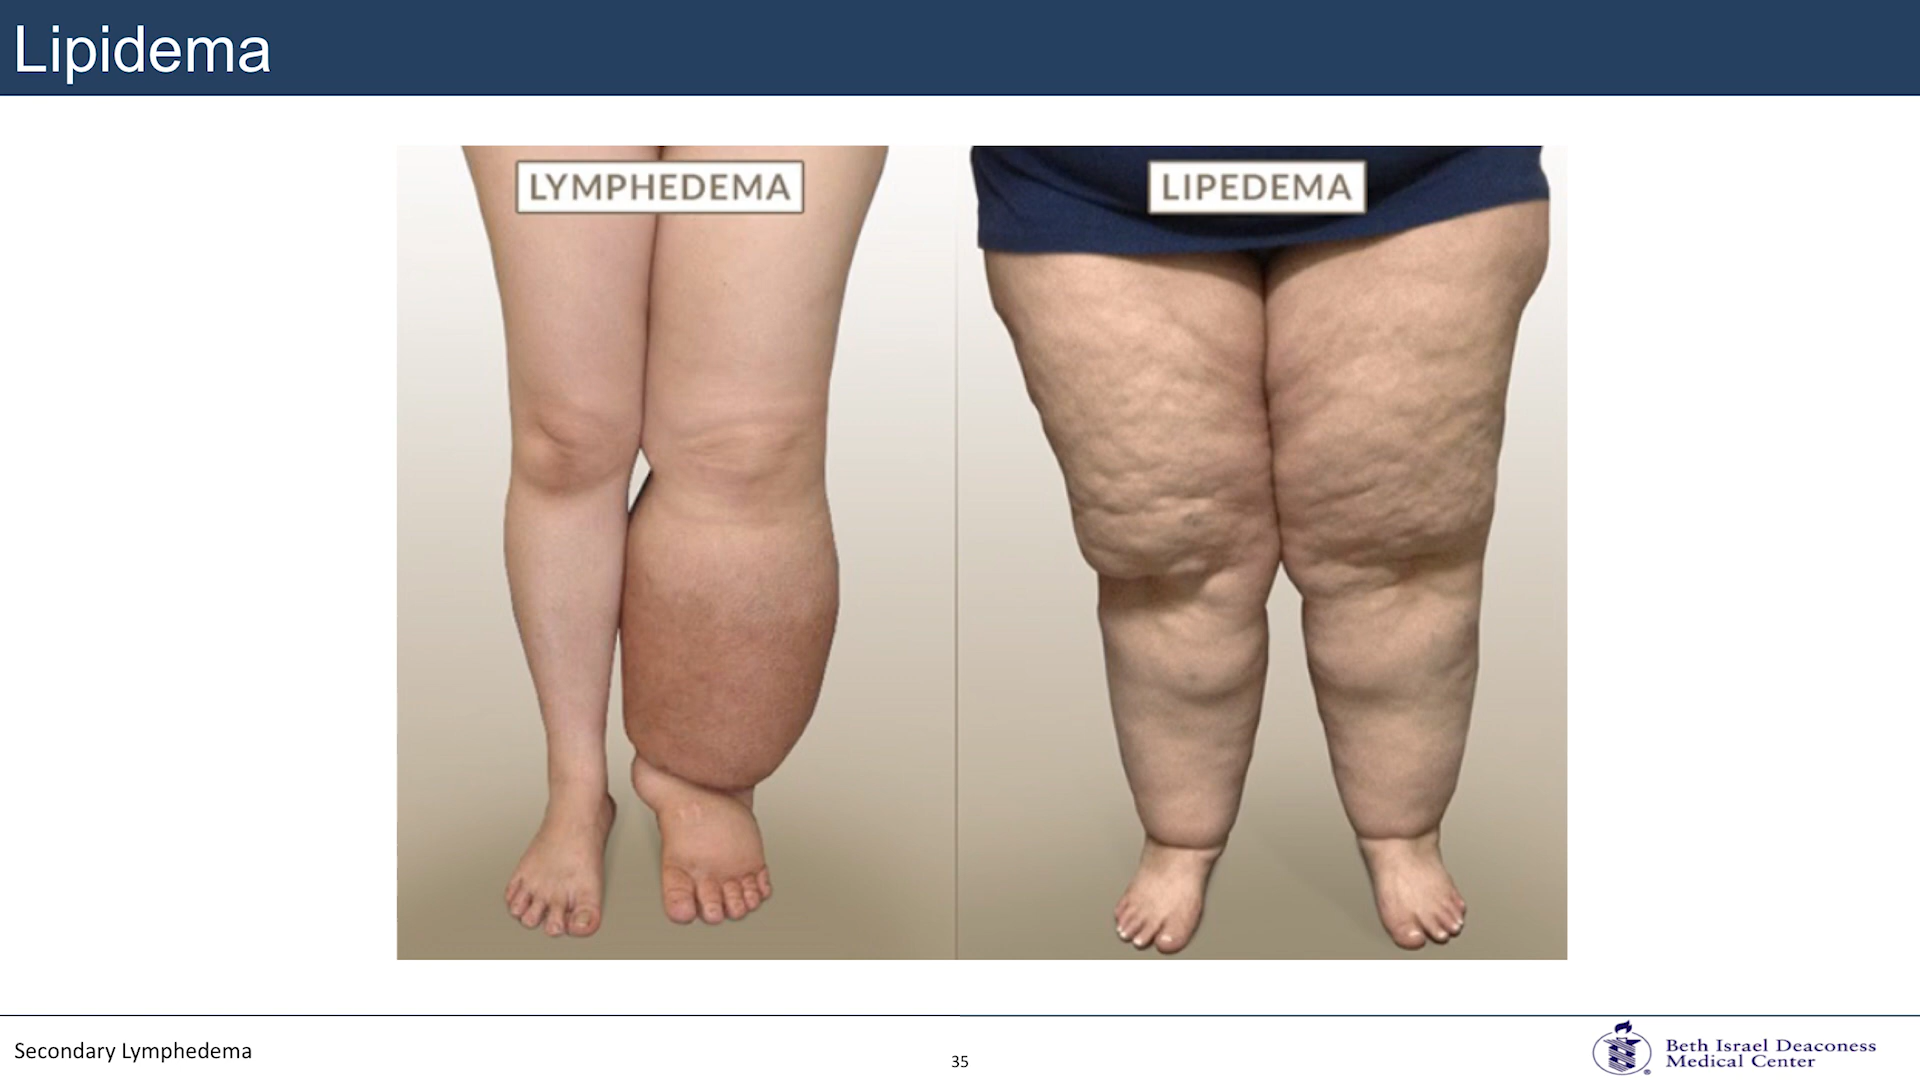 Lipidema
LYMPHEDEMA
LIPEDEMA
Secondary Lymphedema
35
Beth Israel Deaconess
Medical Center